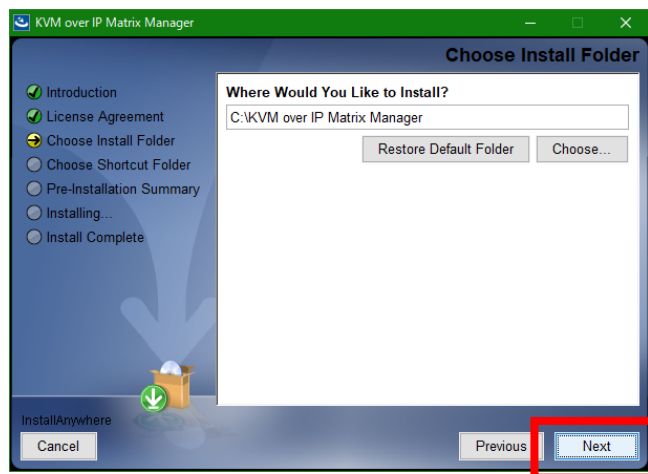 KVM over IP Matrix Manager
Choose Install Folder
Introduction
License Agreement
Choose Install Folder
Choose Shortcut Folder
Pre-Installation Summary
Installing...
Install Complete
Where Would You Like to Install?
C:\KVM over IP Matrix Manager
Restore Default Folder
Choose...
InstallAnywhere
Cancel
Previous
Next